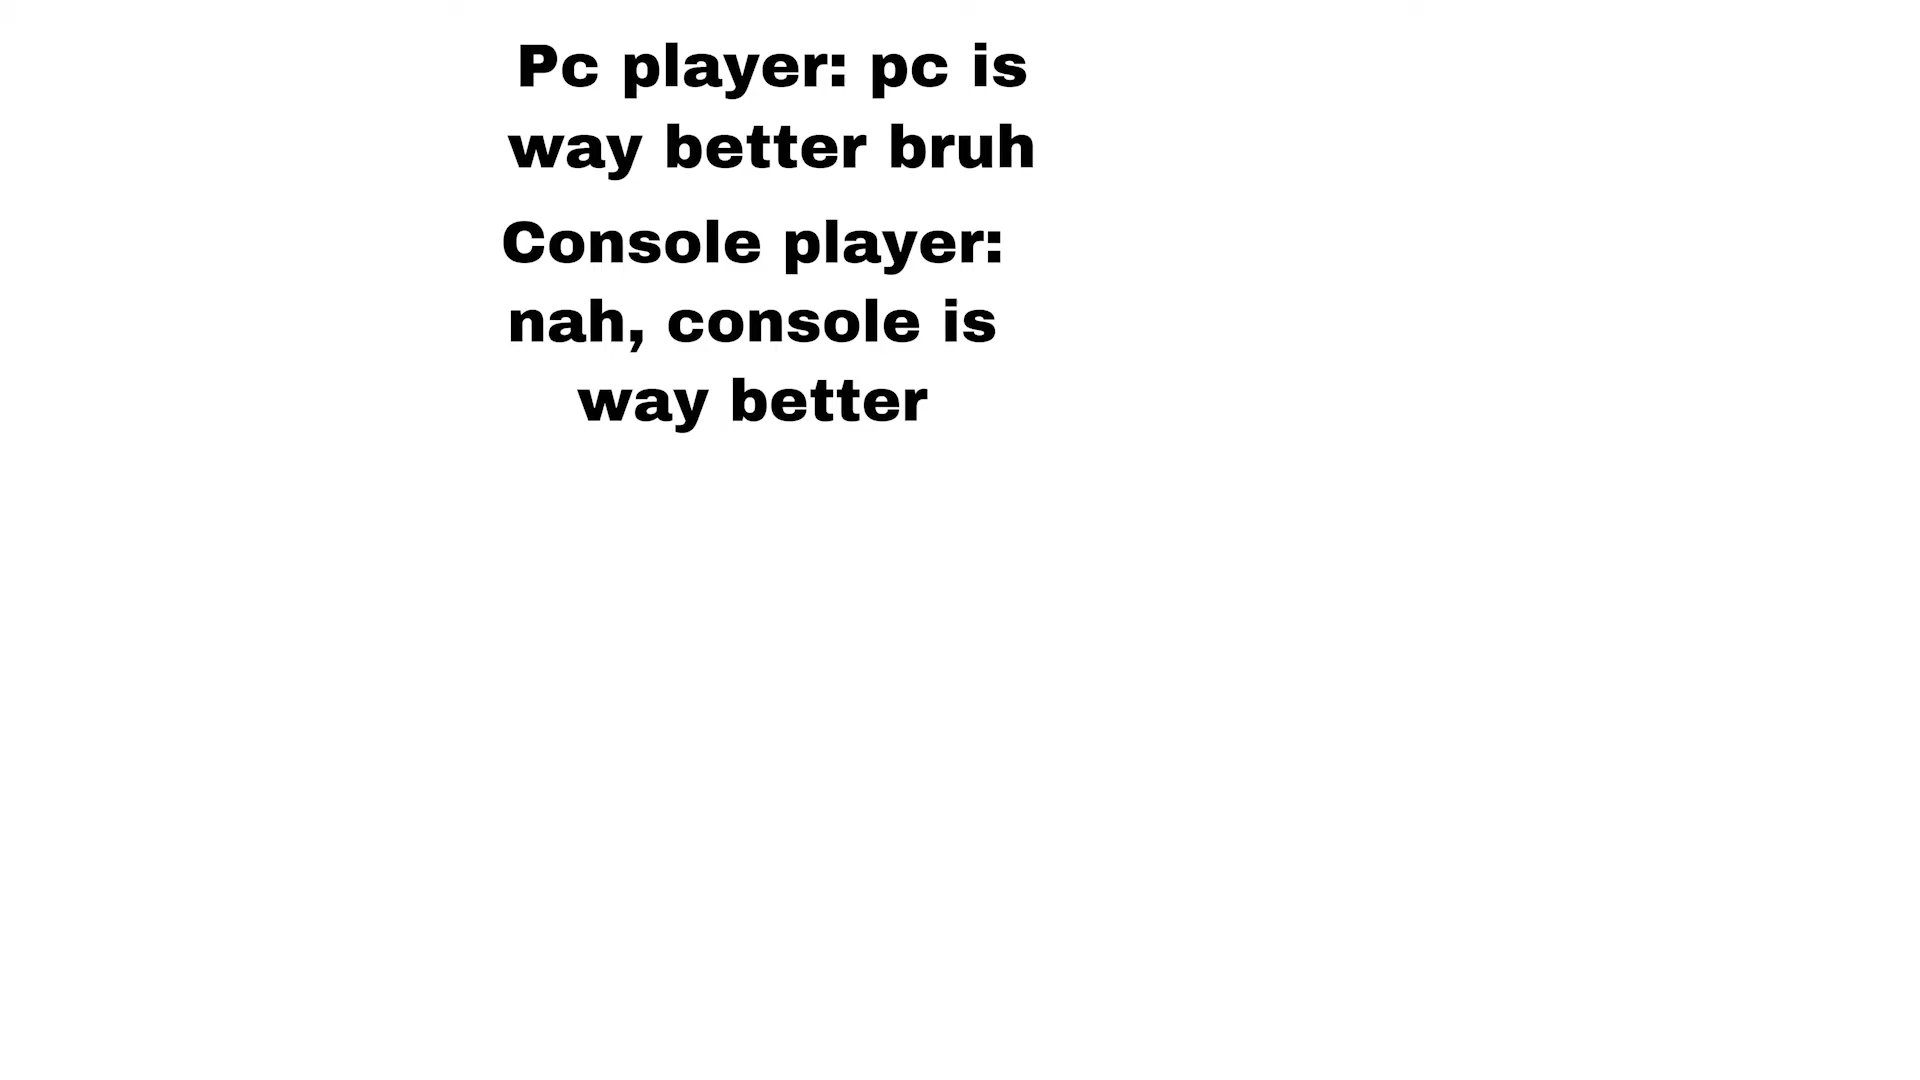 Pc player: pc is
way better bruh
Console player:
nah, console is
way better